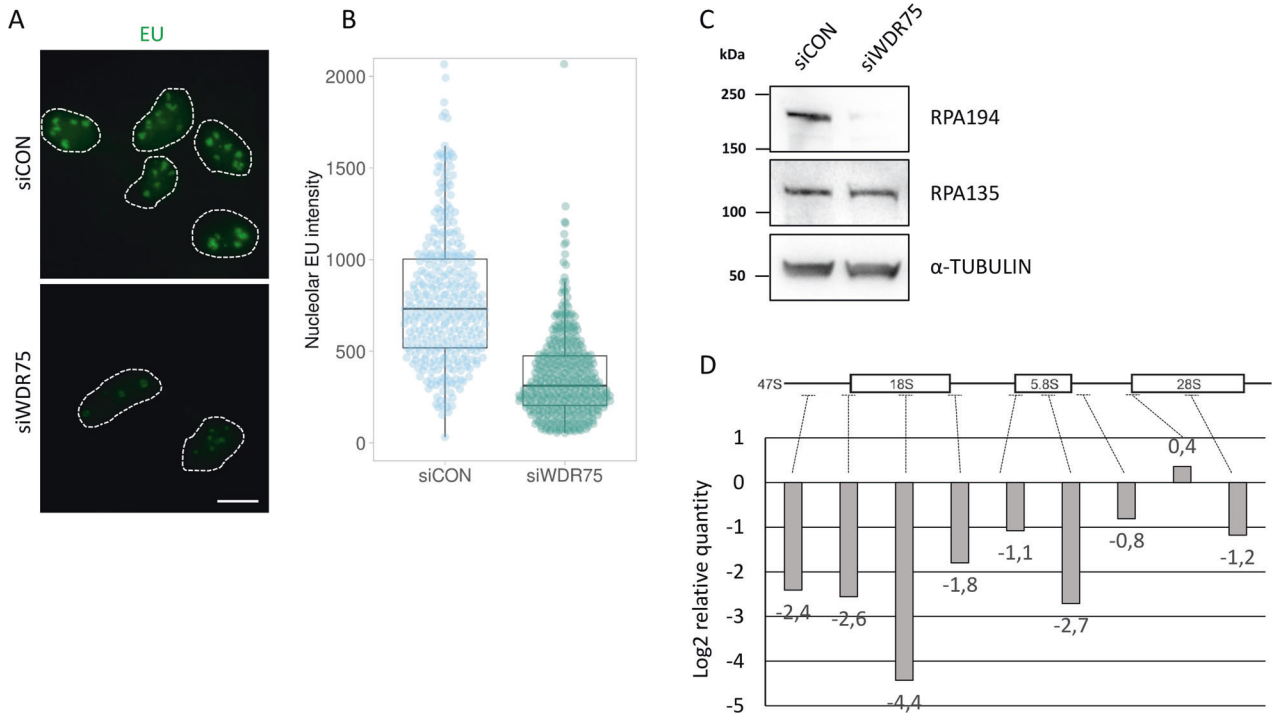 A
EU
siCON
siWDR75
B
Nucleolar EU intensity
2000
1500
1000
500
0
siCON
siWDR75
C
kDa
siCON
siWDR75
250
150
RPA194
100
RPA135
50
α-TUBULIN
D
47S
18S
5.8S
28S
Log2 relative quantity
1
0
-1
-2
-3
-4
-5
-2,4
-2,6
-4,4
-1,8
-1,1
-2,7
-0,8
0,4
-1,2